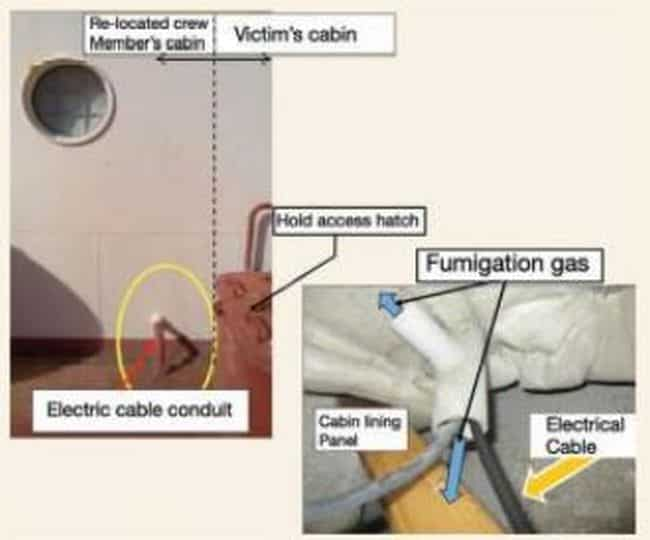 Re-located crew
Member's cabin
Victim's cabin
Hold access hatch
Fumigation gas
Electric cable conduit
Cabin lining
Panel
Electrical
Cable